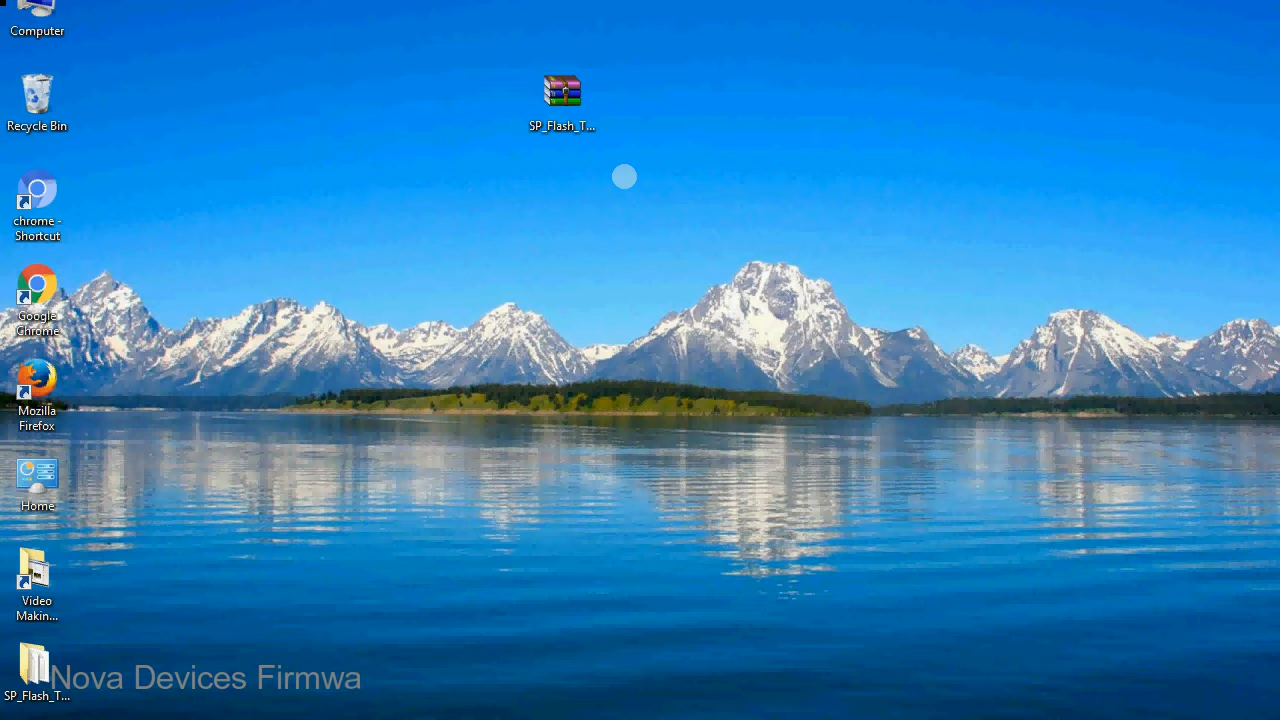 Computer
Recycle Bin
chrome -
Shortcut
Google
Chrome
Mozilla
Firefox
Home
Video
Makin...
SP_Flash_T...
SP_Flash_T...
Nova Devices Firmwa